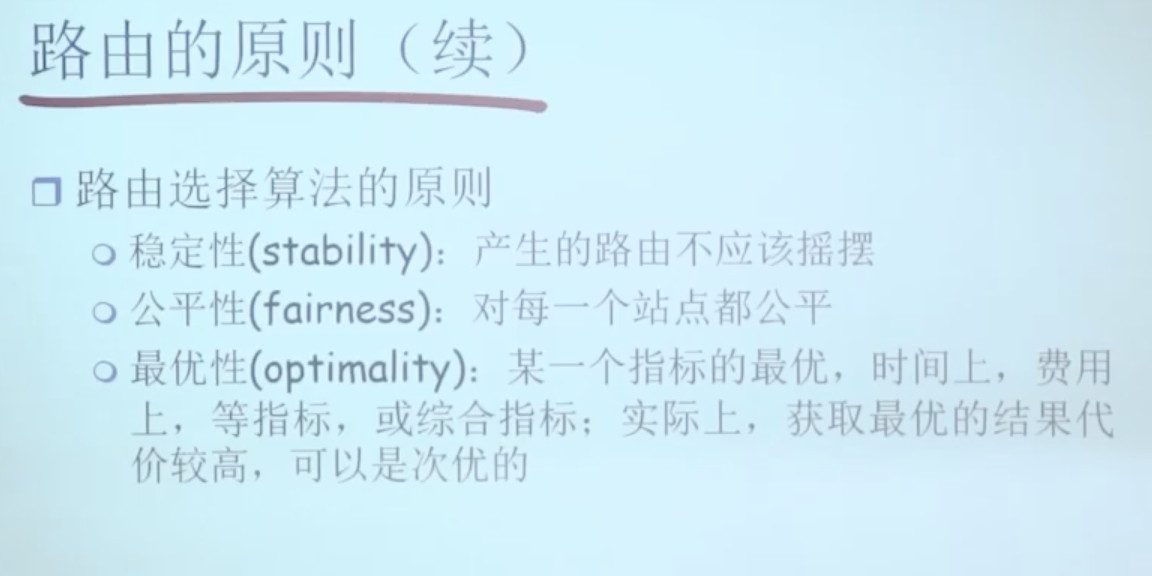 路由的原则（续）
路由选择算法的原则
稳定性(stability)：产生的路由不应该摇摆
公平性(fairness)：对每一个站点都公平
最优性(optimality)：某一个指标的最优，时间上，费用
上，等指标，或综合指标；实际上，获取最优的结果代
价较高，可以是次优的